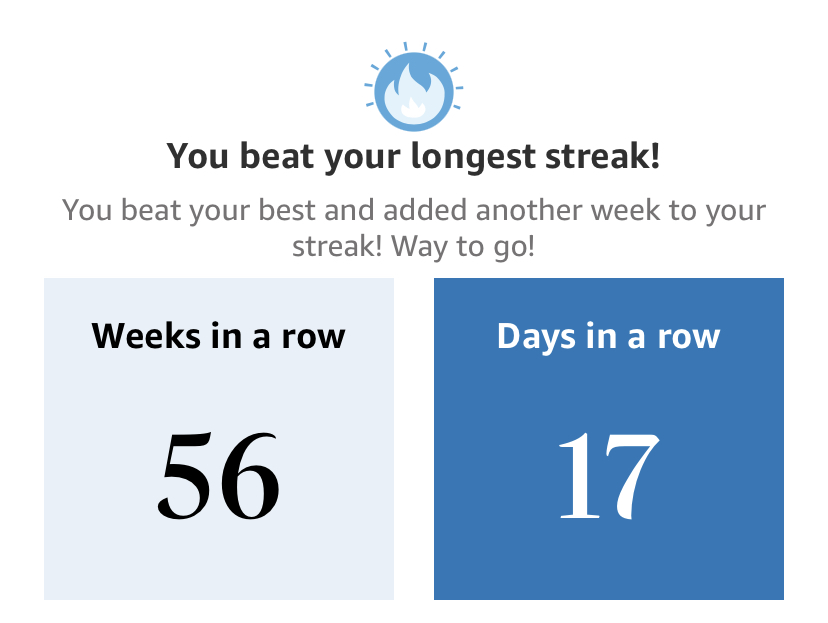 You beat your longest streak!
You beat your best and added another week to your
streak! Way to go!
Weeks in a row
56
Days in a row
17